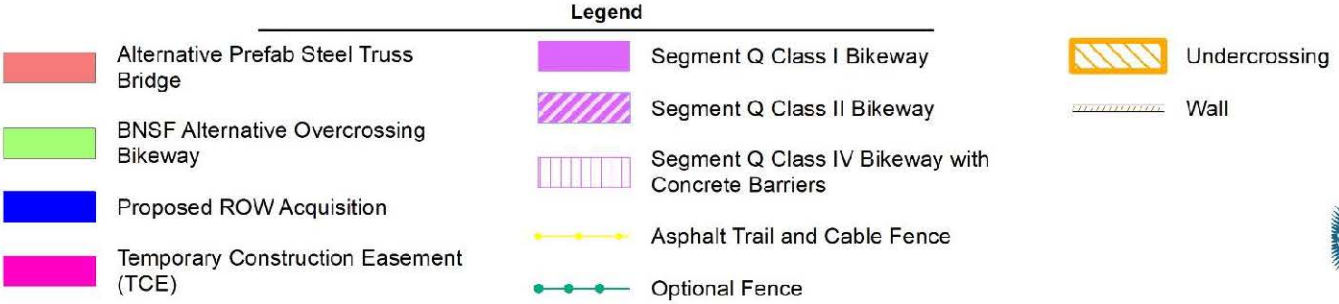 Legend
Alternative Prefab Steel Truss
Bridge
BNSF Alternative Overcrossing
Bikeway
Proposed ROW Acquisition
Temporary Construction Easement
(TCE)
Segment Q Class I Bikeway
Segment Q Class II Bikeway
Segment Q Class IV Bikeway with
Concrete Barriers
Asphalt Trail and Cable Fence
Optional Fence
Undercrossing
Wall